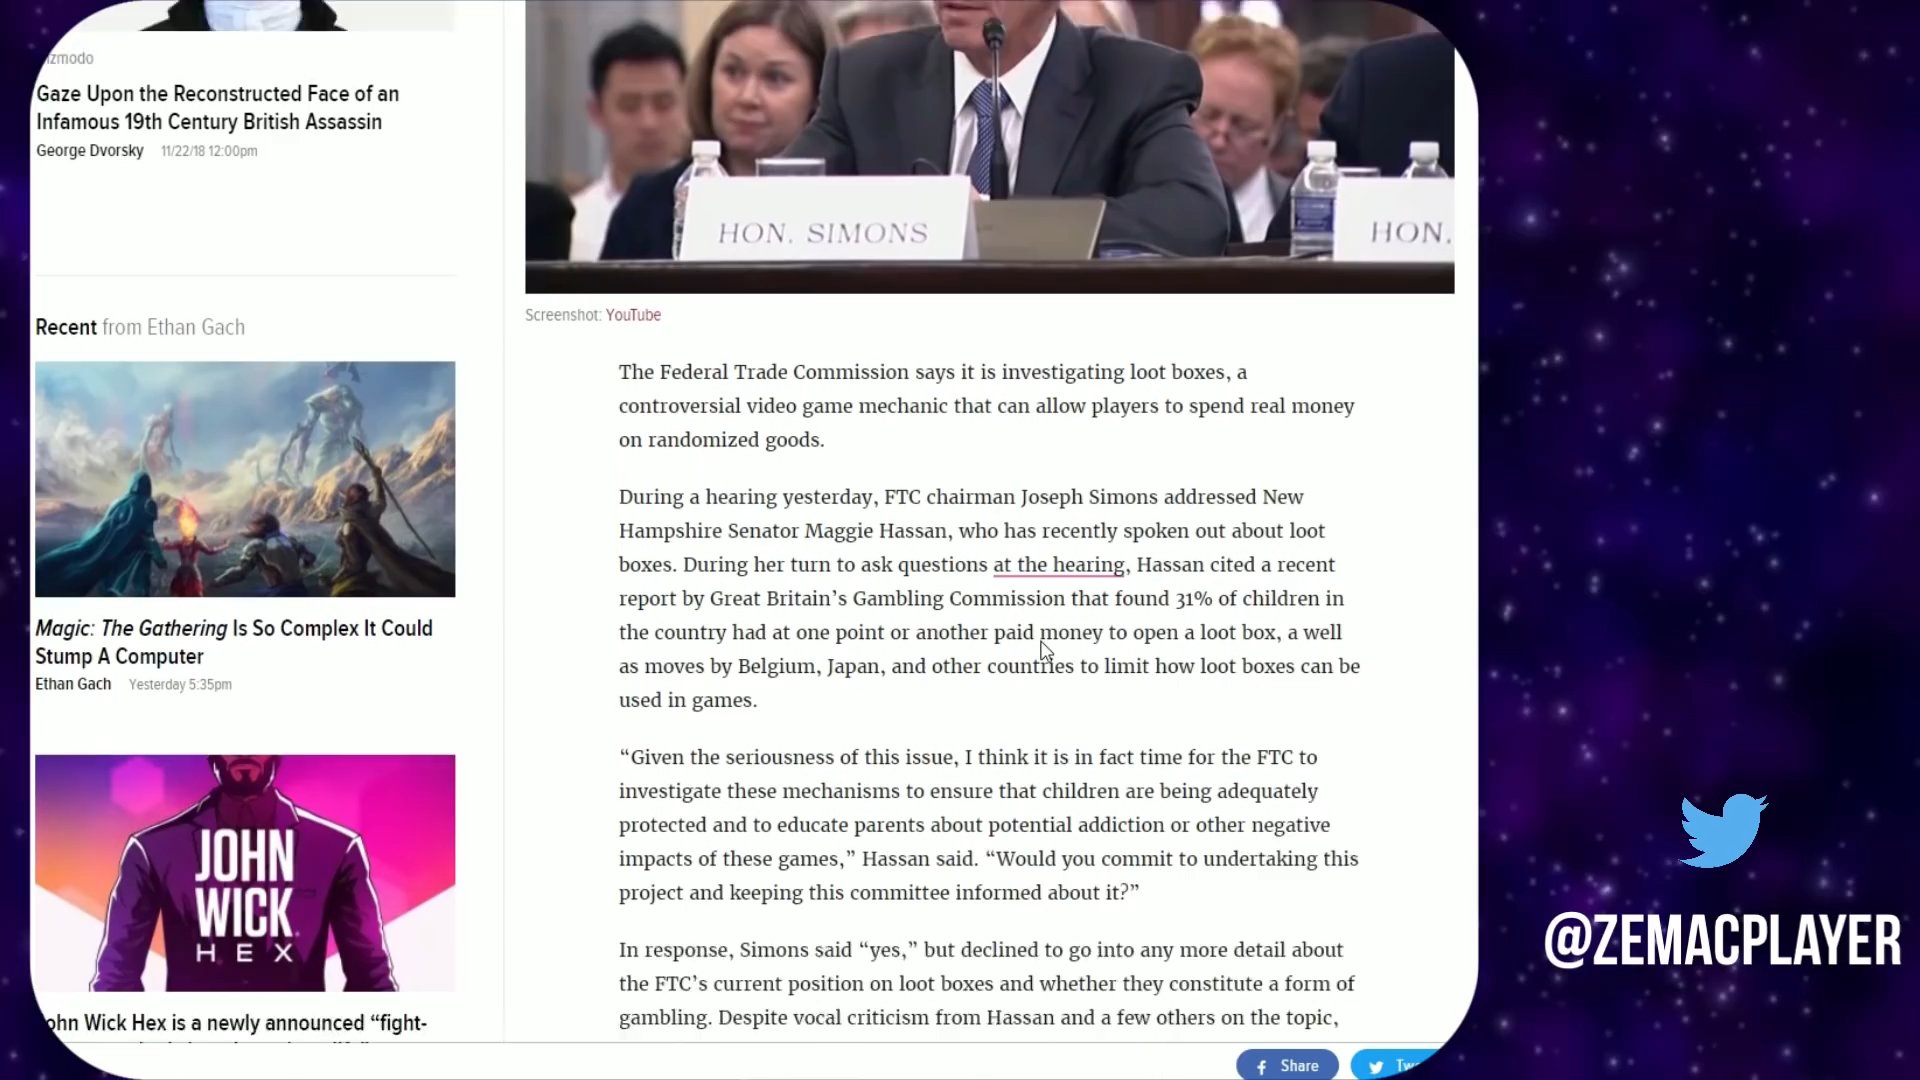 izmodo
Gaze Upon the Reconstructed Face of an
Infamous 19th Century British Assassin
George Dvorsky 11/22/18 12:00pm
Recent from Ethan Gach
Magic: The Gathering Is So Complex It Could
Stump A Computer
Ethan Gach Yesterday 5:35pm
JOHN
WICK
HEX
ohn Wick Hex is a newly announced “fight-
HON. SIMONS
HON.
Screenshot: YouTube
The Federal Trade Commission says it is investigating loot boxes, a
controversial video game mechanic that can allow players to spend real money
on randomized goods.
During a hearing yesterday, FTC chairman Joseph Simons addressed New
Hampshire Senator Maggie Hassan, who has recently spoken out about loot
boxes. During her turn to ask questions at the hearing, Hassan cited a recent
report by Great Britain’s Gambling Commission that found 31% of children in
the country had at one point or another paid money to open a loot box, a well
as moves by Belgium, Japan, and other countries to limit how loot boxes can be
used in games.
“Given the seriousness of this issue, I think it is in fact time for the FTC to
investigate these mechanisms to ensure that children are being adequately
protected and to educate parents about potential addiction or other negative
impacts of these games,” Hassan said. “Would you commit to undertaking this
project and keeping this committee informed about it?”
In response, Simons said “yes,” but declined to go into any more detail about
the FTC’s current position on loot boxes and whether they constitute a form of
gambling. Despite vocal criticism from Hassan and a few others on the topic,
Share
Twe
@ZEMACPLAYER